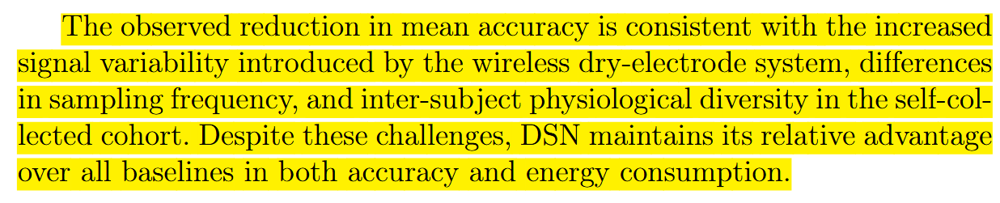 The observed reduction in mean accuracy is consistent with the increased
signal variability introduced by the wireless dry-electrode system, differences
in sampling frequency, and inter-subject physiological diversity in the self-col-
lected cohort. Despite these challenges, DSN maintains its relative advantage
over all baselines in both accuracy and energy consumption.